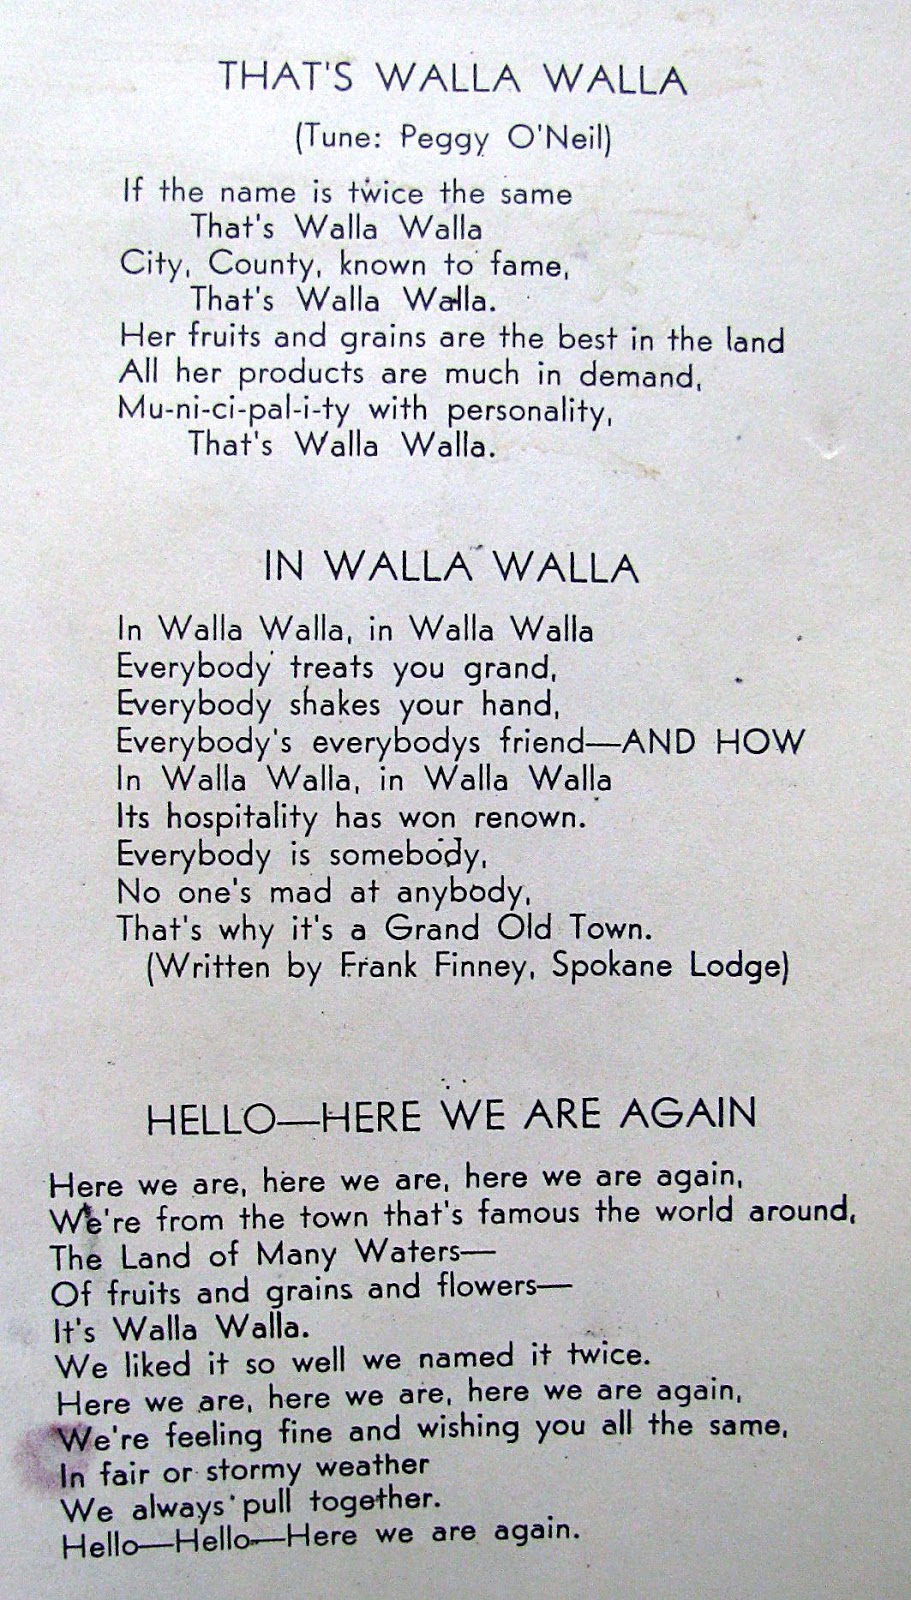 THAT'S WALLA WALLA
(Tune: Peggy O'Neil)
If the name is twice the same
That's Walla Walla
City, County, known to fame,
That's Walla Walla.
Her fruits and grains are the best in the land
All her products are much in demand,
Mu-ni-ci-pal-i-ty with personality,
That's Walla Walla.
IN WALLA WALLA
In Walla Walla, in Walla Walla
Everybody treats you grand,
Everybody shakes your hand,
Everybody's everybodys friend—AND HOW
In Walla Walla, in Walla Walla
Its hospitality has won renown.
Everybody is somebody,
No one's mad at anybody,
That's why it's a Grand Old Town.
(Written by Frank Finney, Spokane Lodge)
HELLO—HERE WE ARE AGAIN
Here we are, here we are, here we are again,
We're from the town that's famous the world around,
The Land of Many Waters—
Of fruits and grains and flowers—
It's Walla Walla.
We liked it so well we named it twice.
Here we are, here we are, here we are again,
We're feeling fine and wishing you all the same,
In fair or stormy weather
We always pull together.
Hello—Hello—Here we are again.